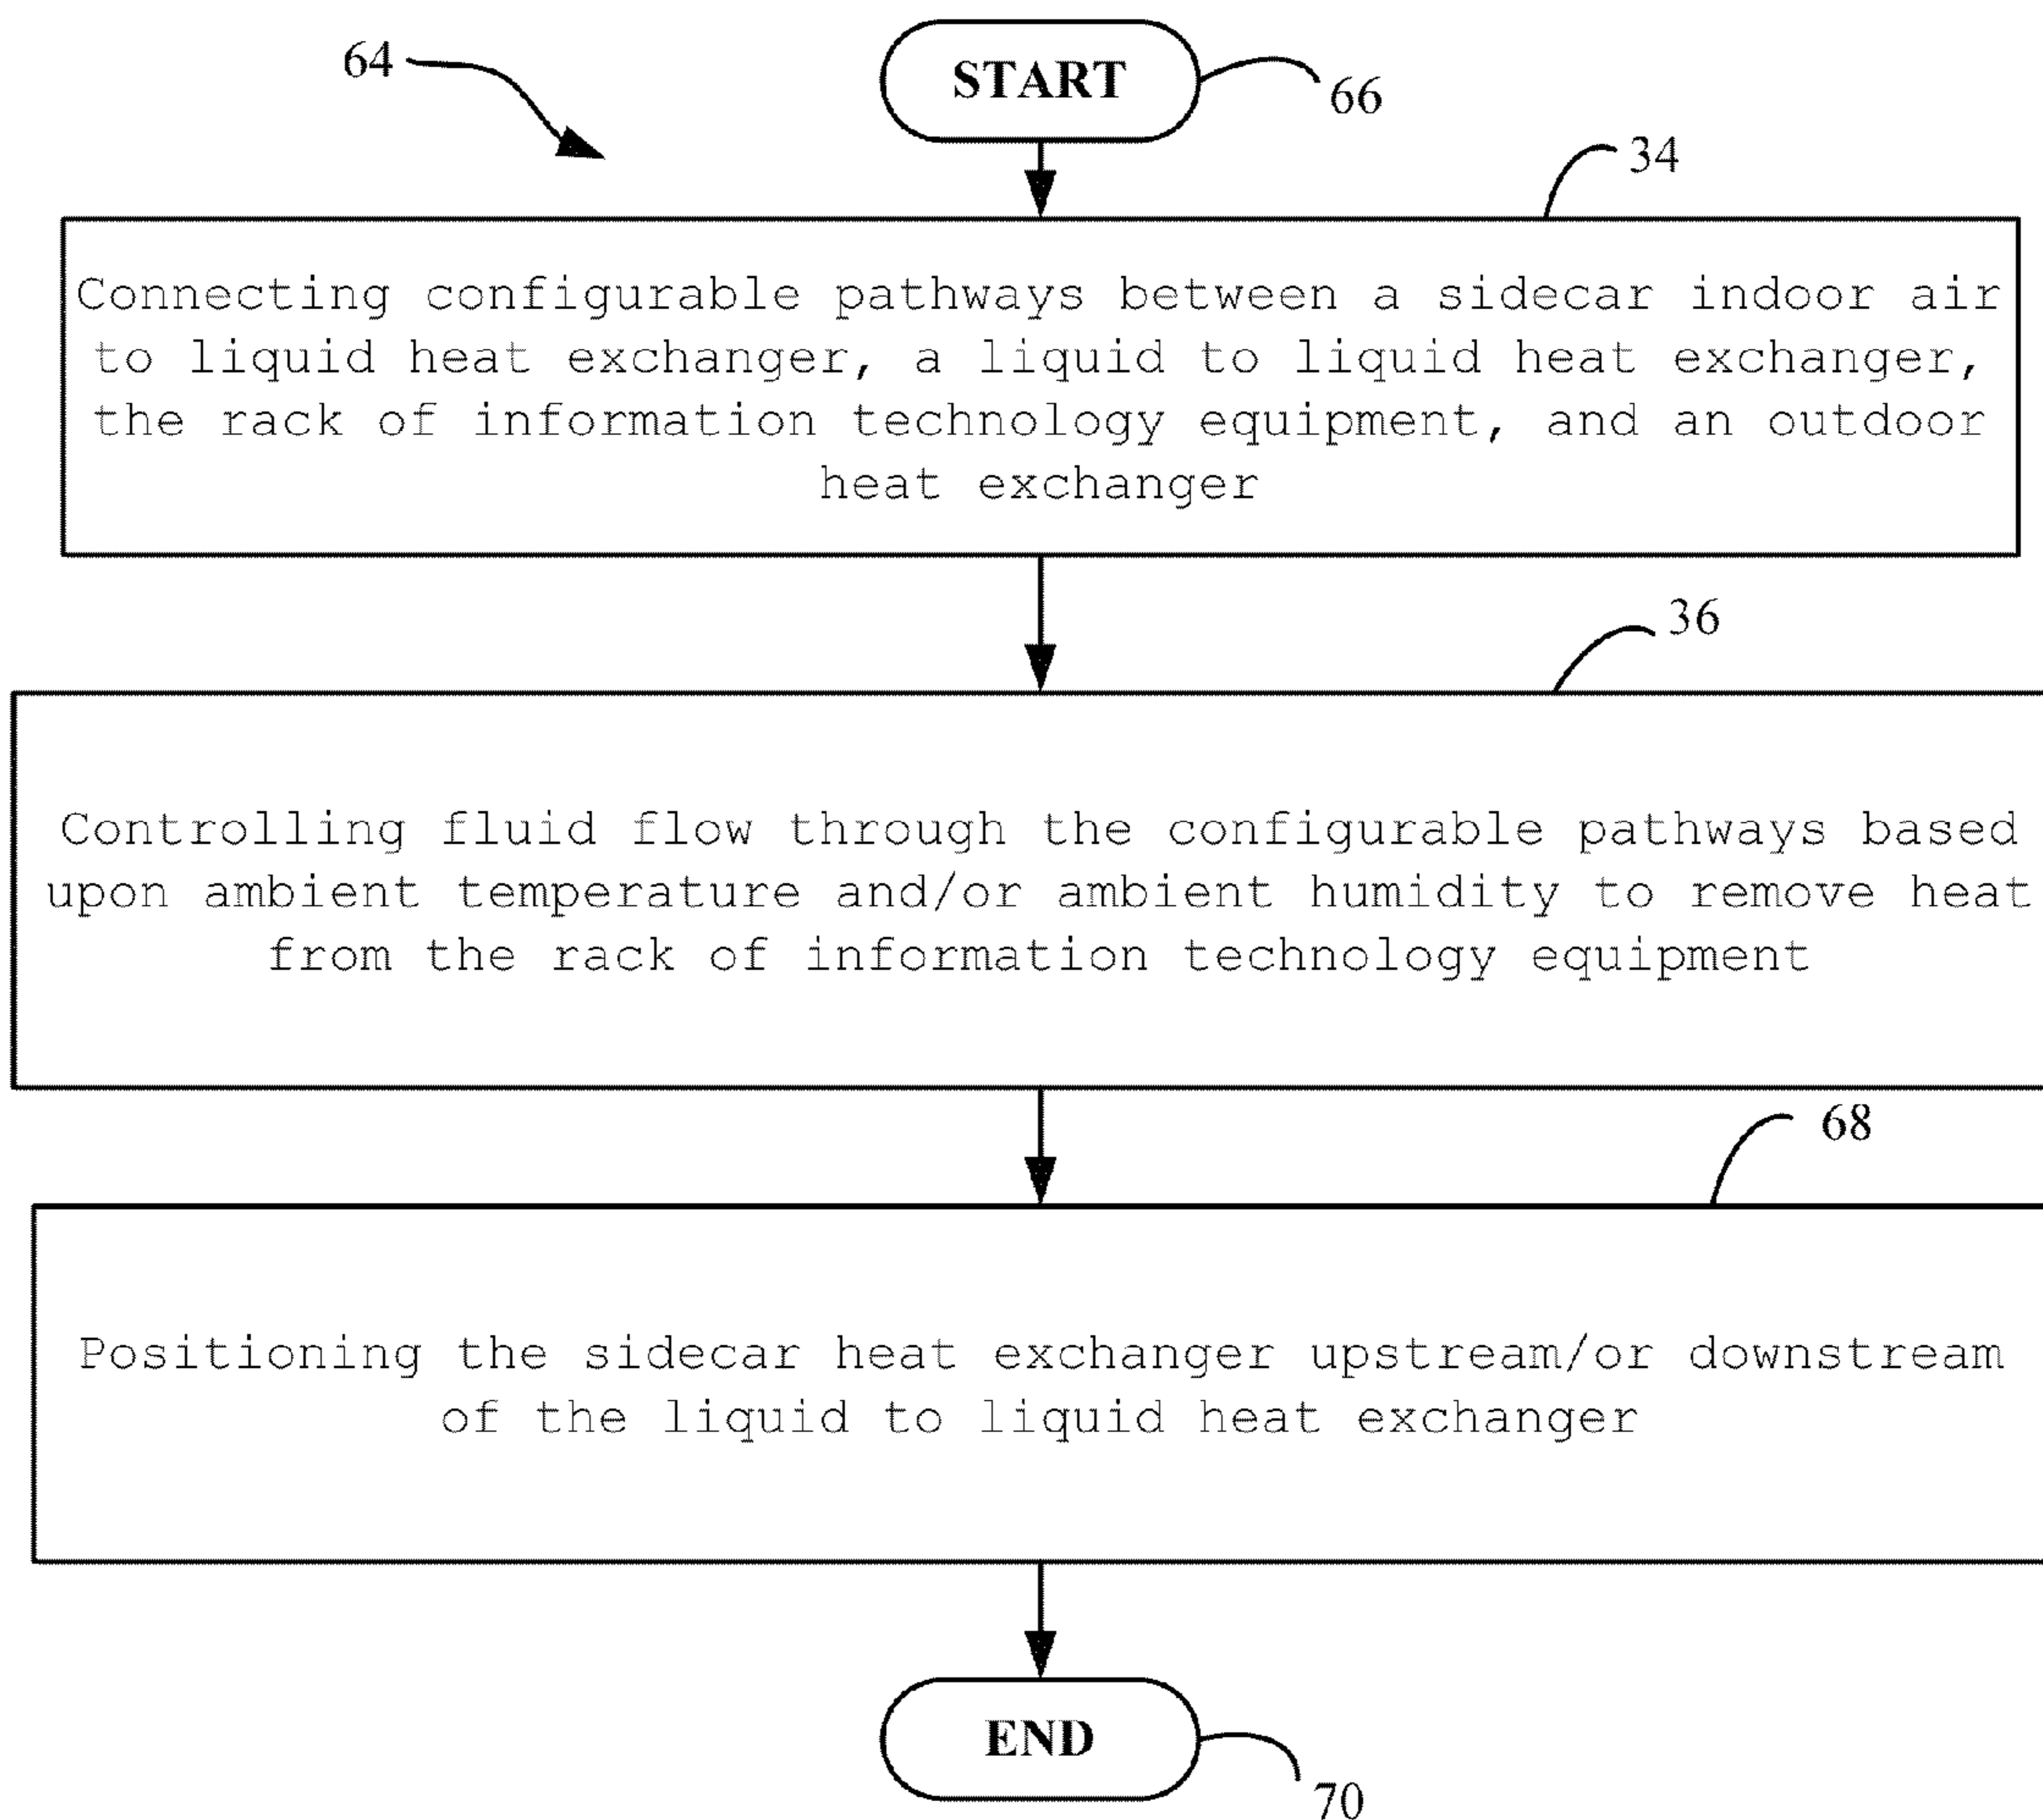 64
START
66
34
Connecting configurable pathways between a sidecar indoor air
to liquid heat exchanger, a liquid to liquid heat exchanger,
the rack of information technology equipment, and an outdoor
heat exchanger
36
Controlling fluid flow through the configurable pathways based
upon ambient temperature and/or ambient humidity to remove heat
from the rack of information technology equipment
68
Positioning the sidecar heat exchanger upstream/or downstream
of the liquid to liquid heat exchanger
END
70